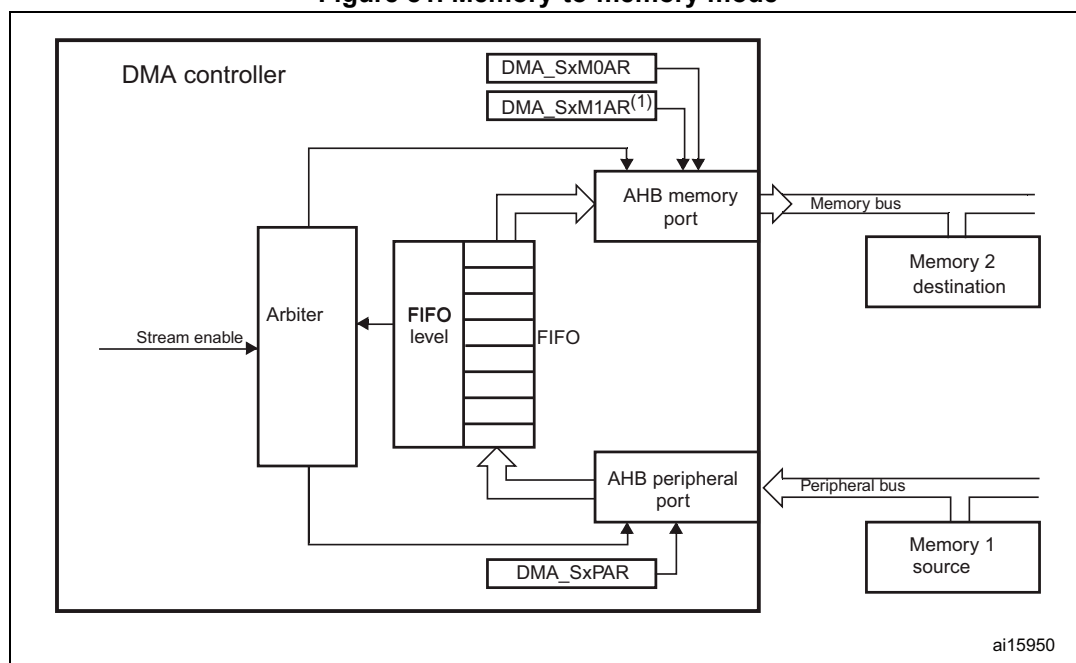 DMA controller
DMA_SxM0AR
DMA_SxM1AR(1)
AHB memory
port
Memory bus
Memory 2
destination
Arbiter
FIFO
level
FIFO
Stream enable
AHB peripheral
port
Peripheral bus
Memory 1
source
DMA_SxPAR
ai15950